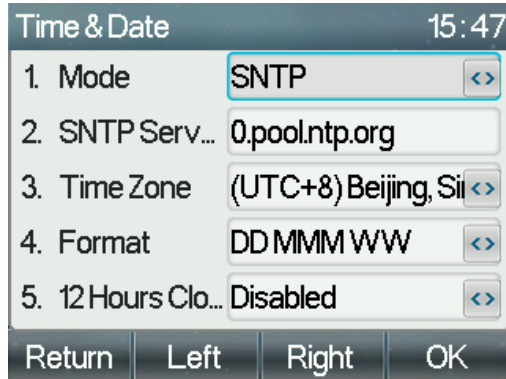 Time & Date 15:47
1. Mode SNTP
2. SNTP Serv... 0.pool.ntp.org
3. Time Zone (UTC+8) Beijing, Si
4. Format DD MMM WW
5. 12 Hours Clo... Disabled
Return Left Right OK